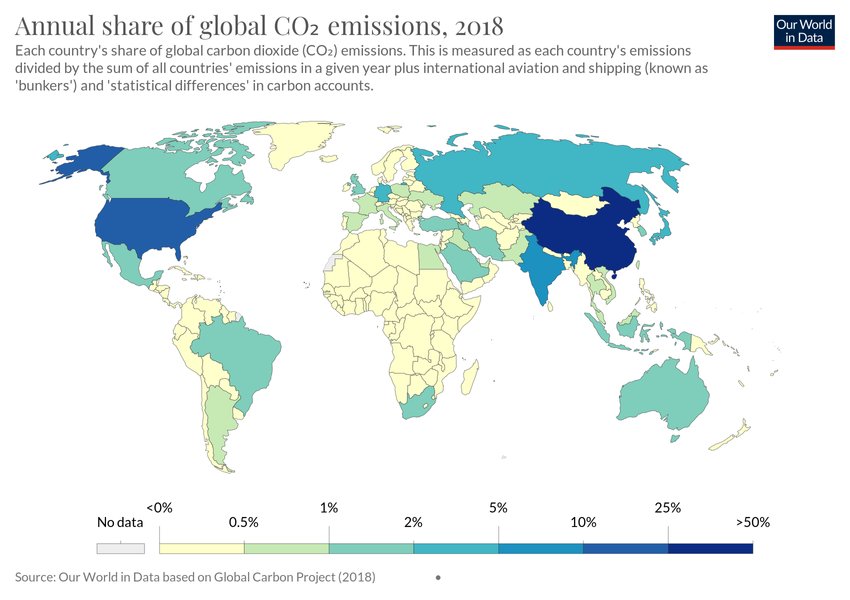 Annual share of global CO₂ emissions, 2018
Our World
in Data
Each country's share of global carbon dioxide (CO₂) emissions. This is measured as each country's emissions
divided by the sum of all countries' emissions in a given year plus international aviation and shipping (known as
'bunkers') and 'statistical differences' in carbon accounts.
<0% 1% 5% 25%
No data 0.5% 2% 10% >50%
Source: Our World in Data based on Global Carbon Project (2018) •